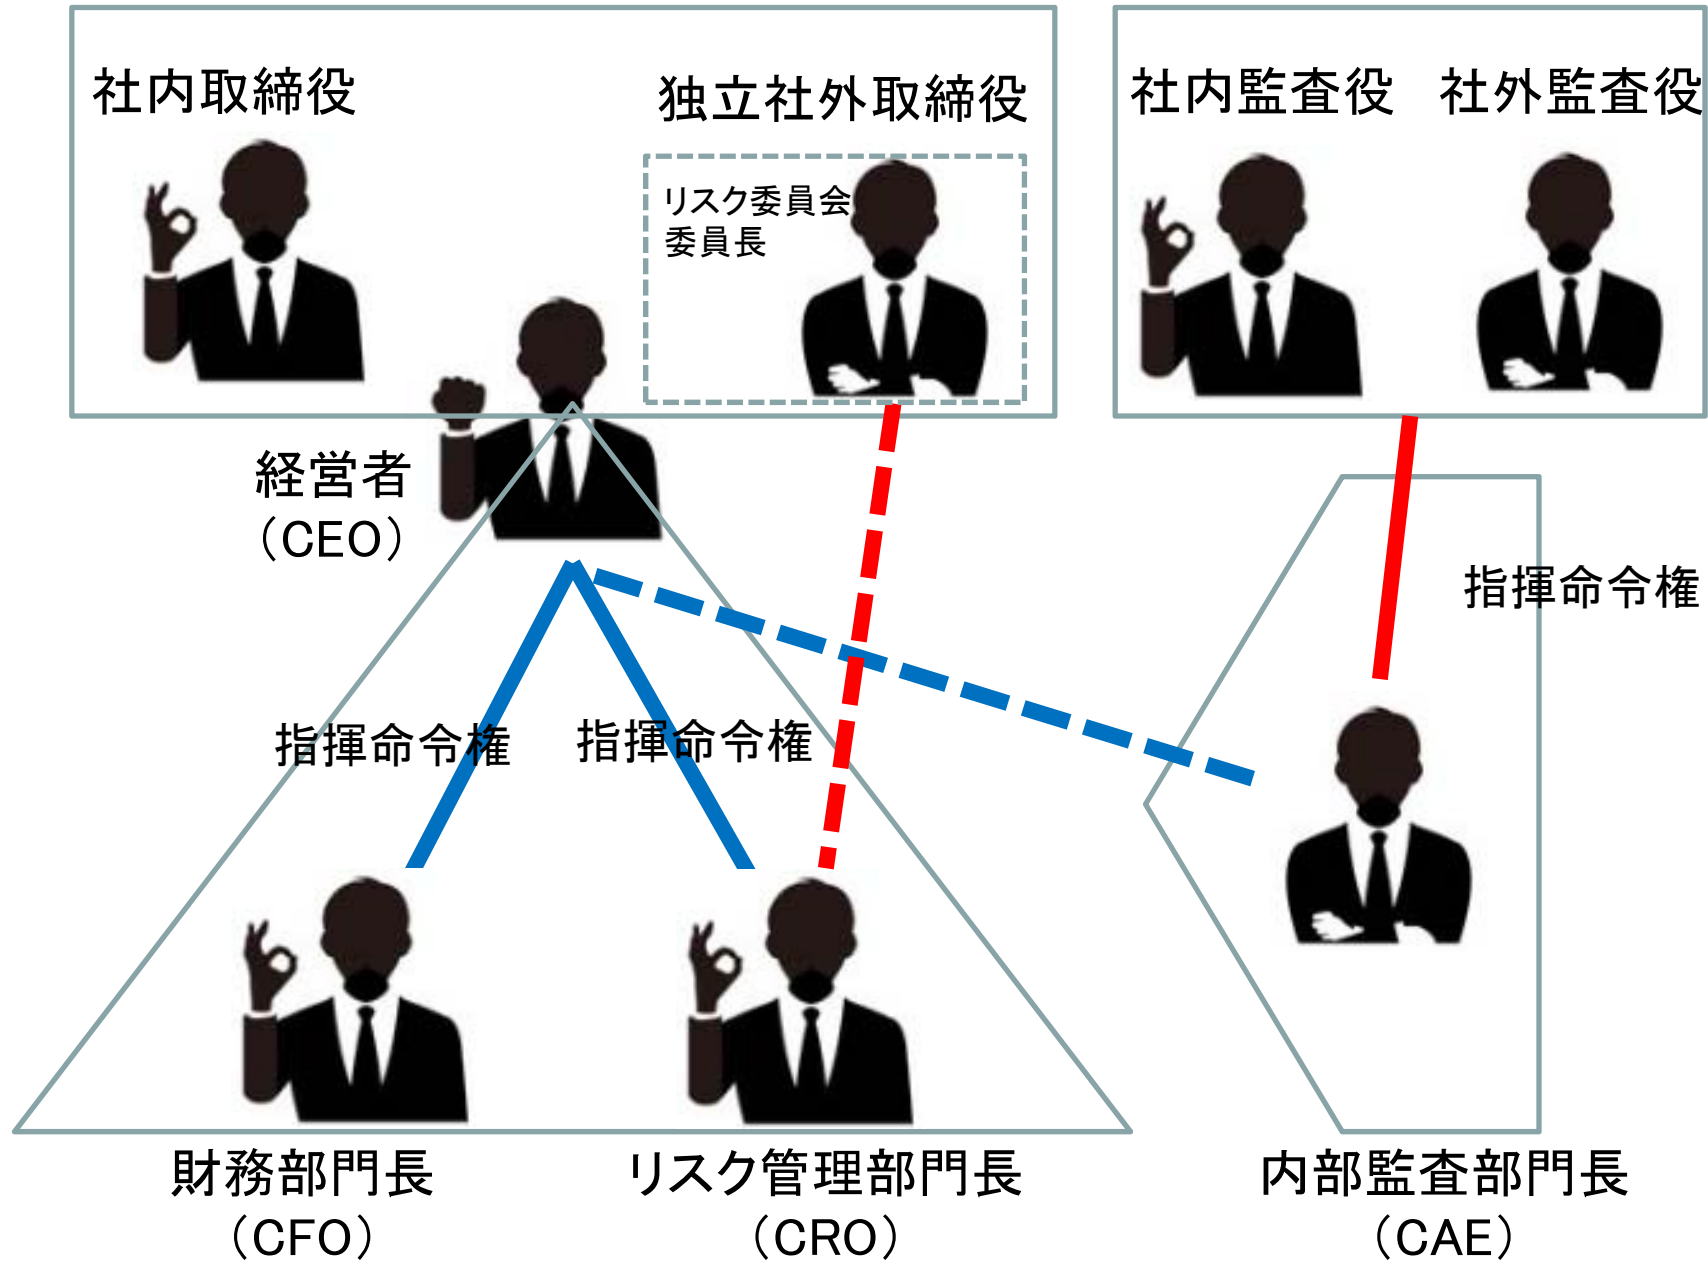 社内取締役
独立社外取締役
社内監査役
社外監査役
リスク委員会
委員長
経営者
（CEO）
指揮命令権
指揮命令権
指揮命令権
財務部門長
（CFO）
リスク管理部門長
（CRO）
内部監査部門長
（CAE）